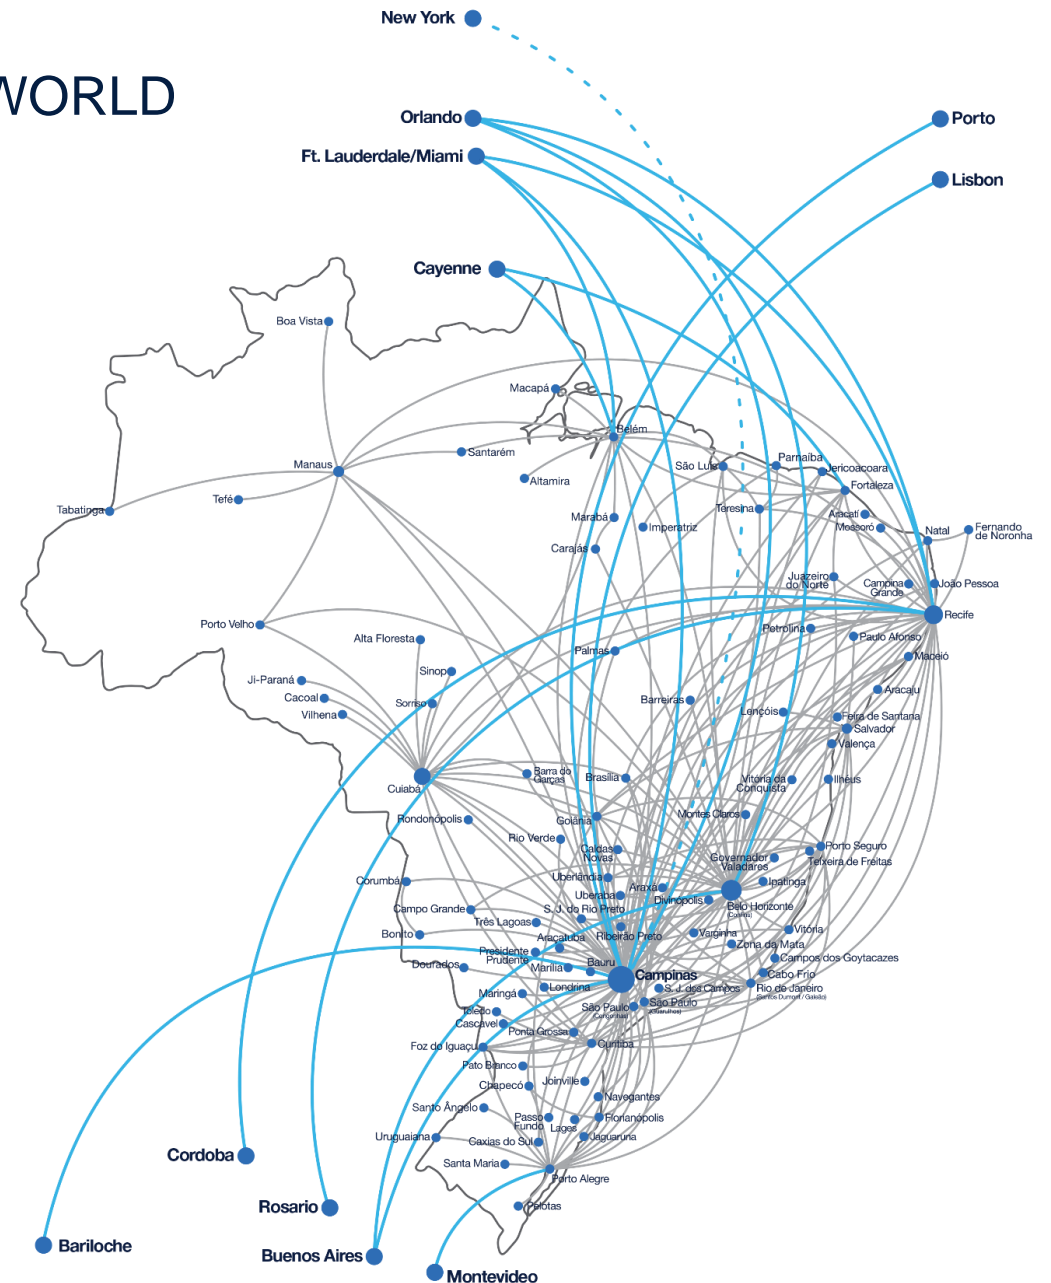 New York
WORLD
Orlando
Porto
Ft. Lauderdale/Miami
Lisbon
Cayenne
Boa Vista
Macapá
Belém
Santarém
Manaus
São Luís
Parnaíba
Jericoacoara
Altamira
Fortaleza
Tefé
Tabatinga
Teresina
Aracati
Marabá
Imperatriz
Mossoró
Natal
Fernando
de Noronha
Carajás
Juazeiro
do Norte
Campina
Grande
João Pessoa
Recife
Porto Velho
Petrolina
Paulo Afonso
Alta Floresta
Palmas
Maceió
Sinop
Ji-Paraná
Aracaju
Cacoal
Sorriso
Barreiras
Vilhena
Lençóis
Feira de Santana
Salvador
Valença
Barra do
Garças
Brasília
Vitória da
Conquista
Ilhéus
Cuiabá
Rondonópolis
Goiânia
Montes Claros
Rio Verde
Caldas
Novas
Porto Seguro
Governador
Valadares
Teixeira de Freitas
Corumbá
Uberlândia
Araxá
Ipatinga
Uberaba
Divinópolis
Belo Horizonte
(Confins)
Campo Grande
S. J. do Rio Preto
Três Lagoas
Bonito
Araçatuba
Ribeirão Preto
Varginha
Vitória
Zona da Mata
Presidente
Prudente
Campos dos Goytacazes
Dourados
Marília
Bauru
Campinas
Cabo Frio
Londrina
S. J. dos Campos
Rio de Janeiro
(Santos Dumont / Galeão)
Maringá
São Paulo
(Congonhas)
São Paulo
(Guarulhos)
Toledo
Cascavel
Ponta Grossa
Foz do Iguaçu
Curitiba
Pato Branco
Chapecó
Joinville
Navegantes
Santo Ângelo
Passo
Fundo
Lages
Florianópolis
Uruguaiana
Caxias do Sul
Jaguaruna
Cordoba
Santa Maria
Porto Alegre
Rosario
Pelotas
Bariloche
Buenos Aires
Montevideo